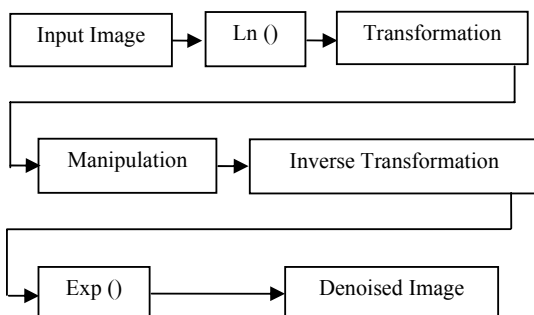 Input Image
Ln ()
Transformation
Manipulation
Inverse Transformation
Exp ()
Denoised Image